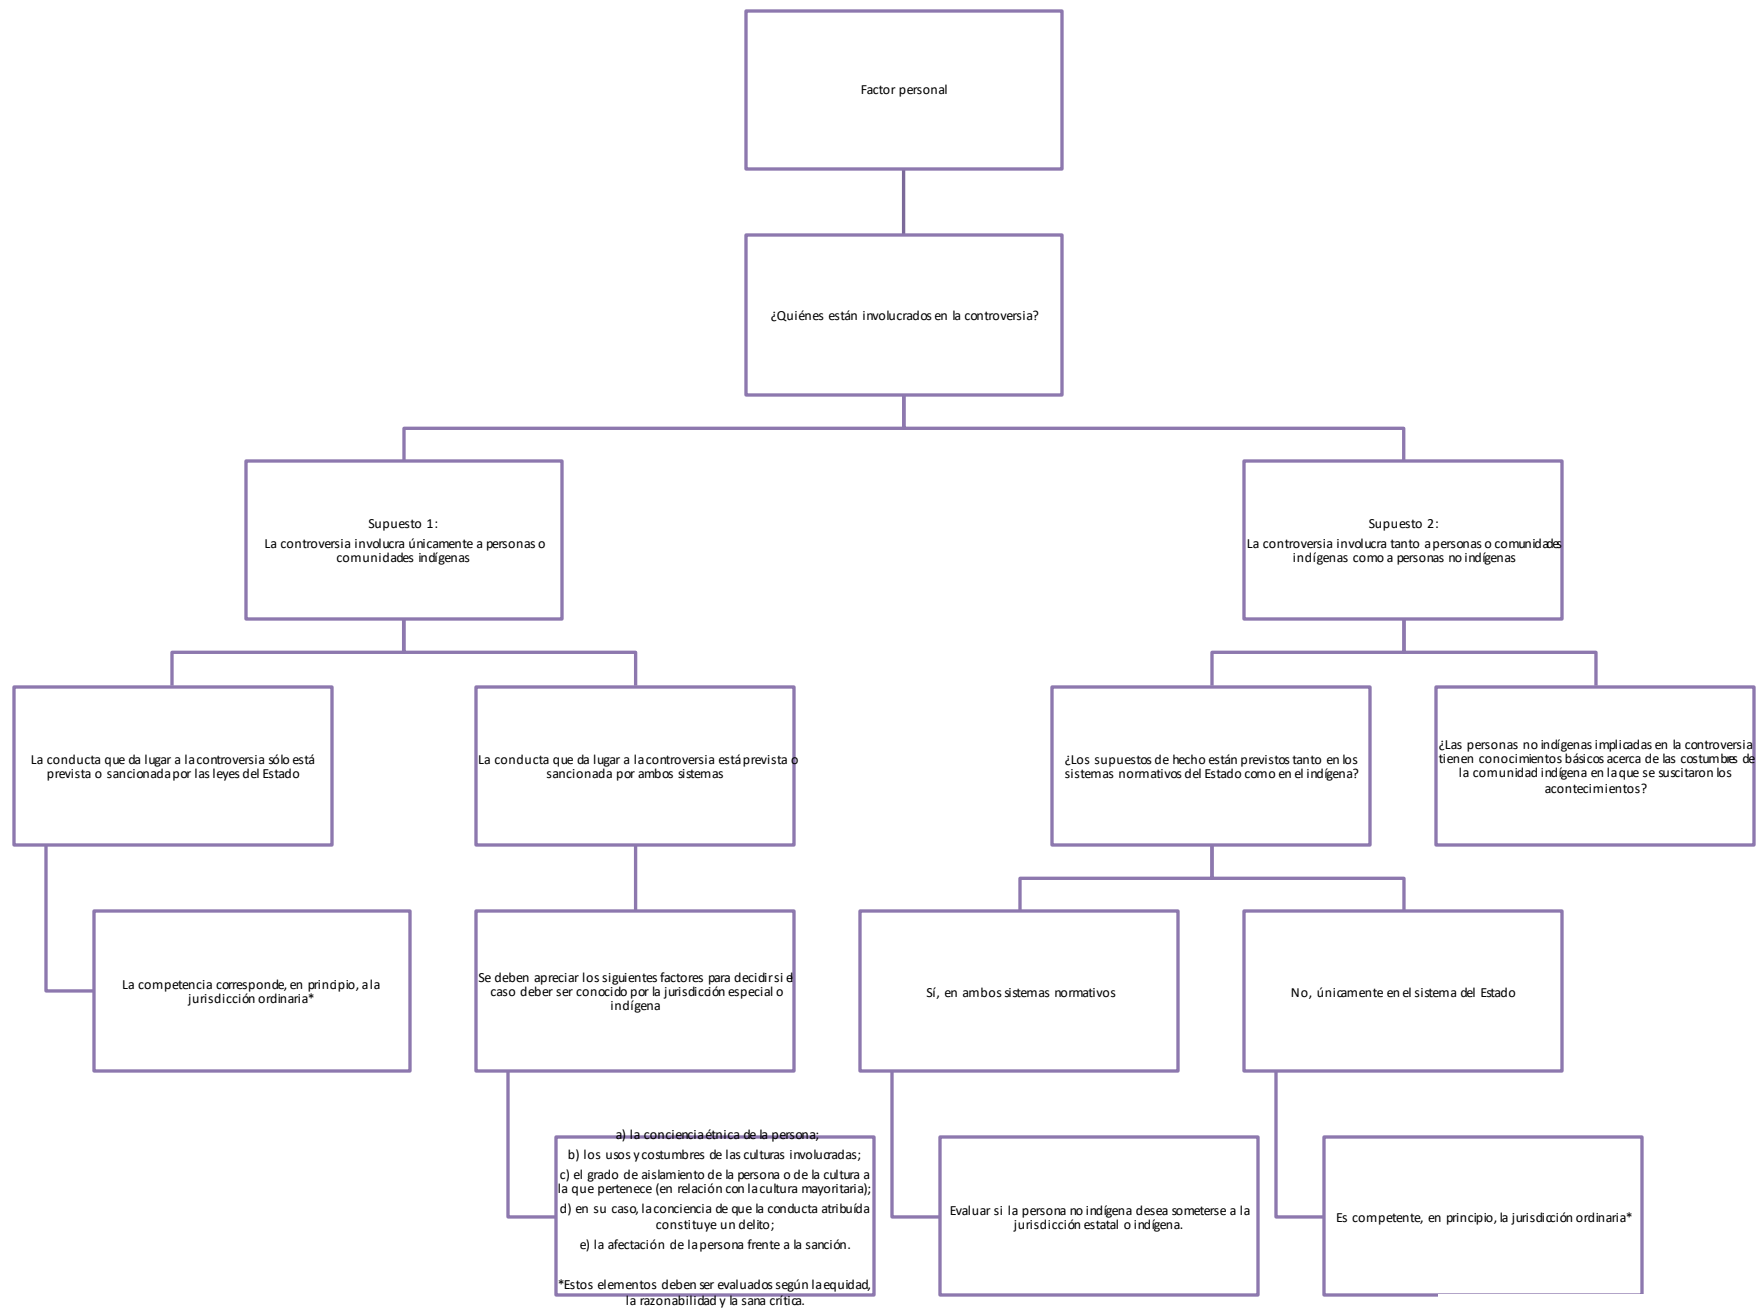 Factor personal
¿Quiénes están involucrados en la controversia?
Supuesto 1:
La controversia involucra únicamente a personas o
comunidades indígenas
Supuesto 2:
La controversia involucra tanto a personas o comunidades
indígenas como a personas no indígenas
La conducta que da lugar a la controversia sólo está
prevista o sancionada por las leyes del Estado
La conducta que da lugar a la controversia está prevista o
sancionada por ambos sistemas
¿Los supuestos de hecho están previstos tanto en los
sistemas normativos del Estado como en el indígena?
¿Las personas no indígenas implicadas en la controversia
tienen conocimientos básicos acerca de las costumbres de
la comunidad indígena en la que se suscitaron los
acontecimientos?
La competencia corresponde, en principio, a la
jurisdicción ordinaria*
Se deben apreciar los siguientes factores para decidir si el
caso deber ser conocido por la jurisdicción especial o
indígena
Sí, en ambos sistemas normativos
No, únicamente en el sistema del Estado
a) la conciencia étnica de la persona;
b) los usos y costumbres de las culturas involucradas;
c) el grado de aislamiento de la persona o de la cultura a
la que pertenece (en relación con la cultura mayoritaria);
d) en su caso, la conciencia de que la conducta atribuída
constituye un delito;
e) la afectación de la persona frente a la sanción.
*Estos elementos deben ser evaluados según la equidad,
la razonabilidad y la sana crítica.
Evaluar si la persona no indígena desea someterse a la
jurisdicción estatal o indígena.
Es competente, en principio, la jurisdicción ordinaria*